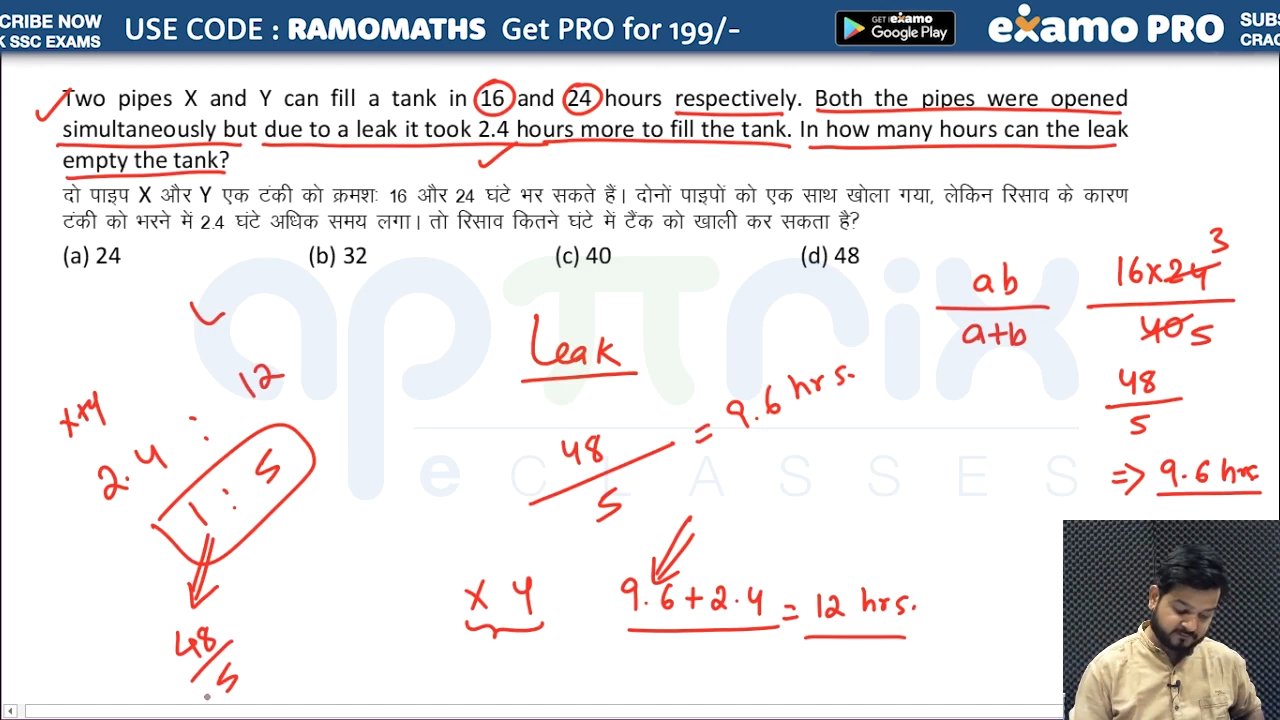 CRIBE NOW
K SSC EXAMS
USE CODE : RAMOMATHS Get PRO for 199/-
GET IT ON examo
Google Play
examo PRO
SUBS
CRAC
Two pipes X and Y can fill a tank in 16 and 24 hours respectively. Both the pipes were opened
simultaneously but due to a leak it took 2.4 hours more to fill the tank. In how many hours can the leak
empty the tank?
दो पाइप X और Y एक टंकी को क्रमशः 16 और 24 घंटे भर सकते हैं। दोनों पाइपों को एक साथ खोला गया, लेकिन रिसाव के कारण
टंकी को भरने में 2.4 घंटे अधिक समय लगा। तो रिसाव कितने घंटे में टैंक को खाली कर सकता है?
(a) 24 (b) 32 (c) 40 (d) 48
ab
a+b
16×24 3
40 5
48
5
=> 9.6 hrs
Leak
48
5
= 9.6 hrs.
X Y 9.6+2.4 = 12 hrs.
x+y
2.4 : 12
1 : 5
48/5
apπrix
e CLASSES